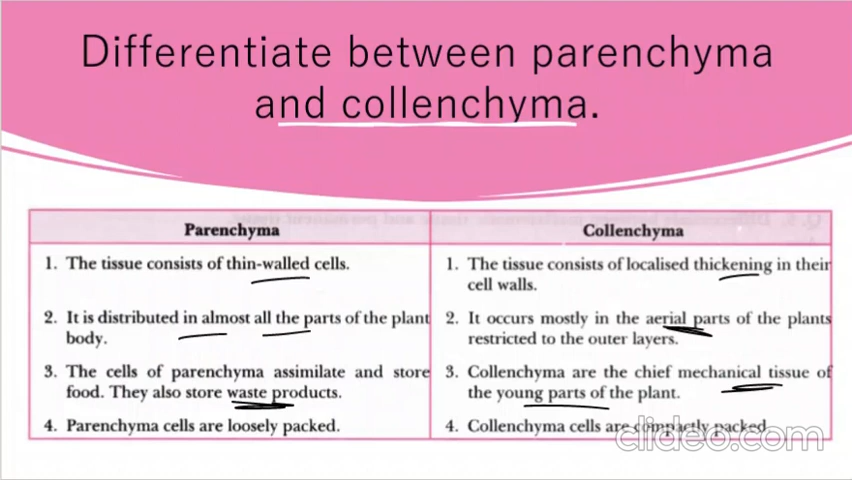 Differentiate between parenchyma
and collenchyma.
Parenchyma
Collenchyma
1. The tissue consists of thin-walled cells.
1. The tissue consists of localised thickening in their
cell walls.
2. It is distributed in almost all the parts of the plant
body.
2. It occurs mostly in the aerial parts of the plants
restricted to the outer layers.
3. The cells of parenchyma assimilate and store
food. They also store waste products.
3. Collenchyma are the chief mechanical tissue of
the young parts of the plant.
4. Parenchyma cells are loosely packed.
4. Collenchyma cells are compactly packed
clideo.com